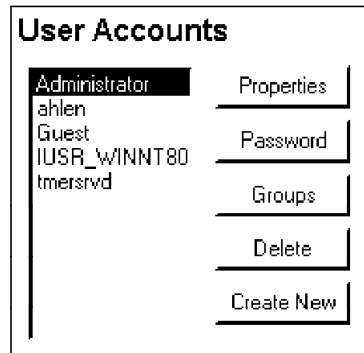 User Accounts
Administrator
ahlen
Guest
IUSR_WINNT80
tmersrvd
Properties
Password
Groups
Delete
Create New